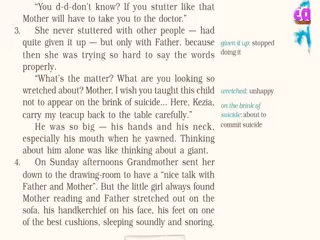 "You d-d-don't know? If you stutter like that
Mother will have to take you to the doctor."
3. She never stuttered with other people — had
quite given it up — but only with Father, because
then she was trying so hard to say the words
properly.
given it up: stopped
doing it
"What's the matter? What are you looking so
wretched about? Mother, I wish you taught this child
not to appear on the brink of suicide... Here, Kezia,
carry my teacup back to the table carefully."
wretched: unhappy
on the brink of
suicide: about to
commit suicide
He was so big — his hands and his neck,
especially his mouth when he yawned. Thinking
about him alone was like thinking about a giant.
4. On Sunday afternoons Grandmother sent her
down to the drawing-room to have a "nice talk with
Father and Mother". But the little girl always found
Mother reading and Father stretched out on the
sofa, his handkerchief on his face, his feet on one
of the best cushions, sleeping soundly and snoring.